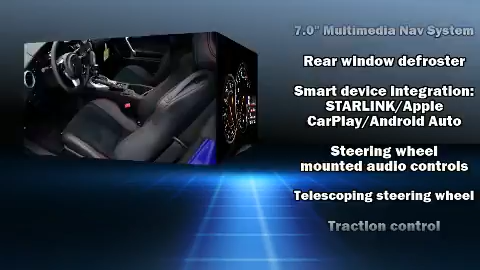 7.0" Multimedia Nav System
Rear window defroster
Smart device integration:
STARLINK/Apple
CarPlay/Android Auto
Steering wheel
mounted audio controls
Telescoping steering wheel
Traction control